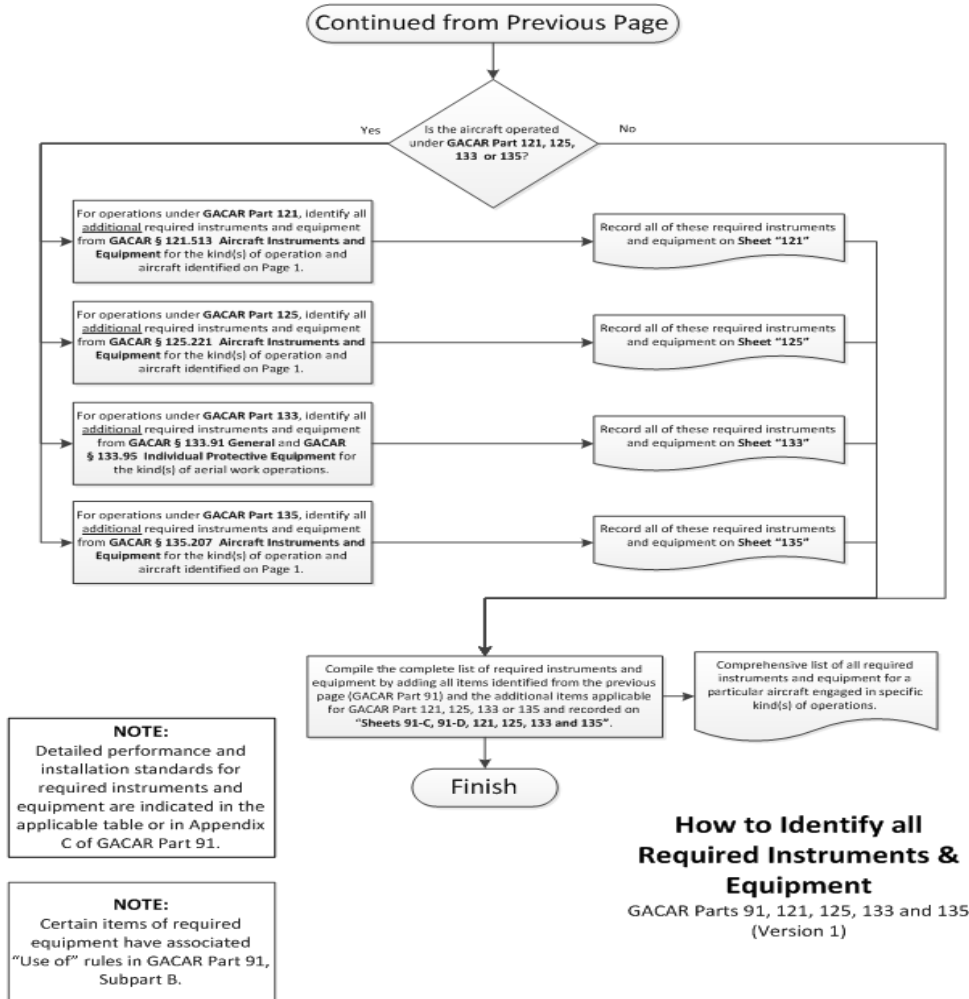 Continued from Previous Page
Is the aircraft operated
under GACAR Part 121, 125,
133 or 135?
Yes
No
For operations under GACAR Part 121, identify all
additional required instruments and equipment
from GACAR § 121.513 Aircraft Instruments and
Equipment for the kind(s) of operation and
aircraft identified on Page 1.
Record all of these required instruments
and equipment on Sheet "121"
For operations under GACAR Part 125, identify all
additional required instruments and equipment
from GACAR § 125.221 Aircraft Instruments and
Equipment for the kind(s) of operation and
aircraft identified on Page 1.
Record all of these required instruments
and equipment on Sheet "125"
For operations under GACAR Part 133, identify all
additional required instruments and equipment
from GACAR § 133.91 General and GACAR
§ 133.95 Individual Protective Equipment for
the kind(s) of aerial work operations.
Record all of these required instruments
and equipment on Sheet "133"
For operations under GACAR Part 135, identify all
additional required instruments and equipment
from GACAR § 135.207 Aircraft Instruments and
Equipment for the kind(s) of operation and
aircraft identified on Page 1.
Record all of these required instruments
and equipment on Sheet "135"
Compile the complete list of required instruments and
equipment by adding all items identified from the previous
page (GACAR Part 91) and the additional items applicable
for GACAR Part 121, 125, 133 or 135 and recorded on
"Sheets 91-C, 91-D, 121, 125, 133 and 135".
Comprehensive list of all required
instruments and equipment for a
particular aircraft engaged in specific
kind(s) of operations.
Finish
NOTE:
Detailed performance and
installation standards for
required instruments and
equipment are indicated in the
applicable table or in Appendix
C of GACAR Part 91.
NOTE:
Certain items of required
equipment have associated
"Use of" rules in GACAR Part 91,
Subpart B.
How to Identify all
Required Instruments &
Equipment
GACAR Parts 91, 121, 125, 133 and 135
(Version 1)